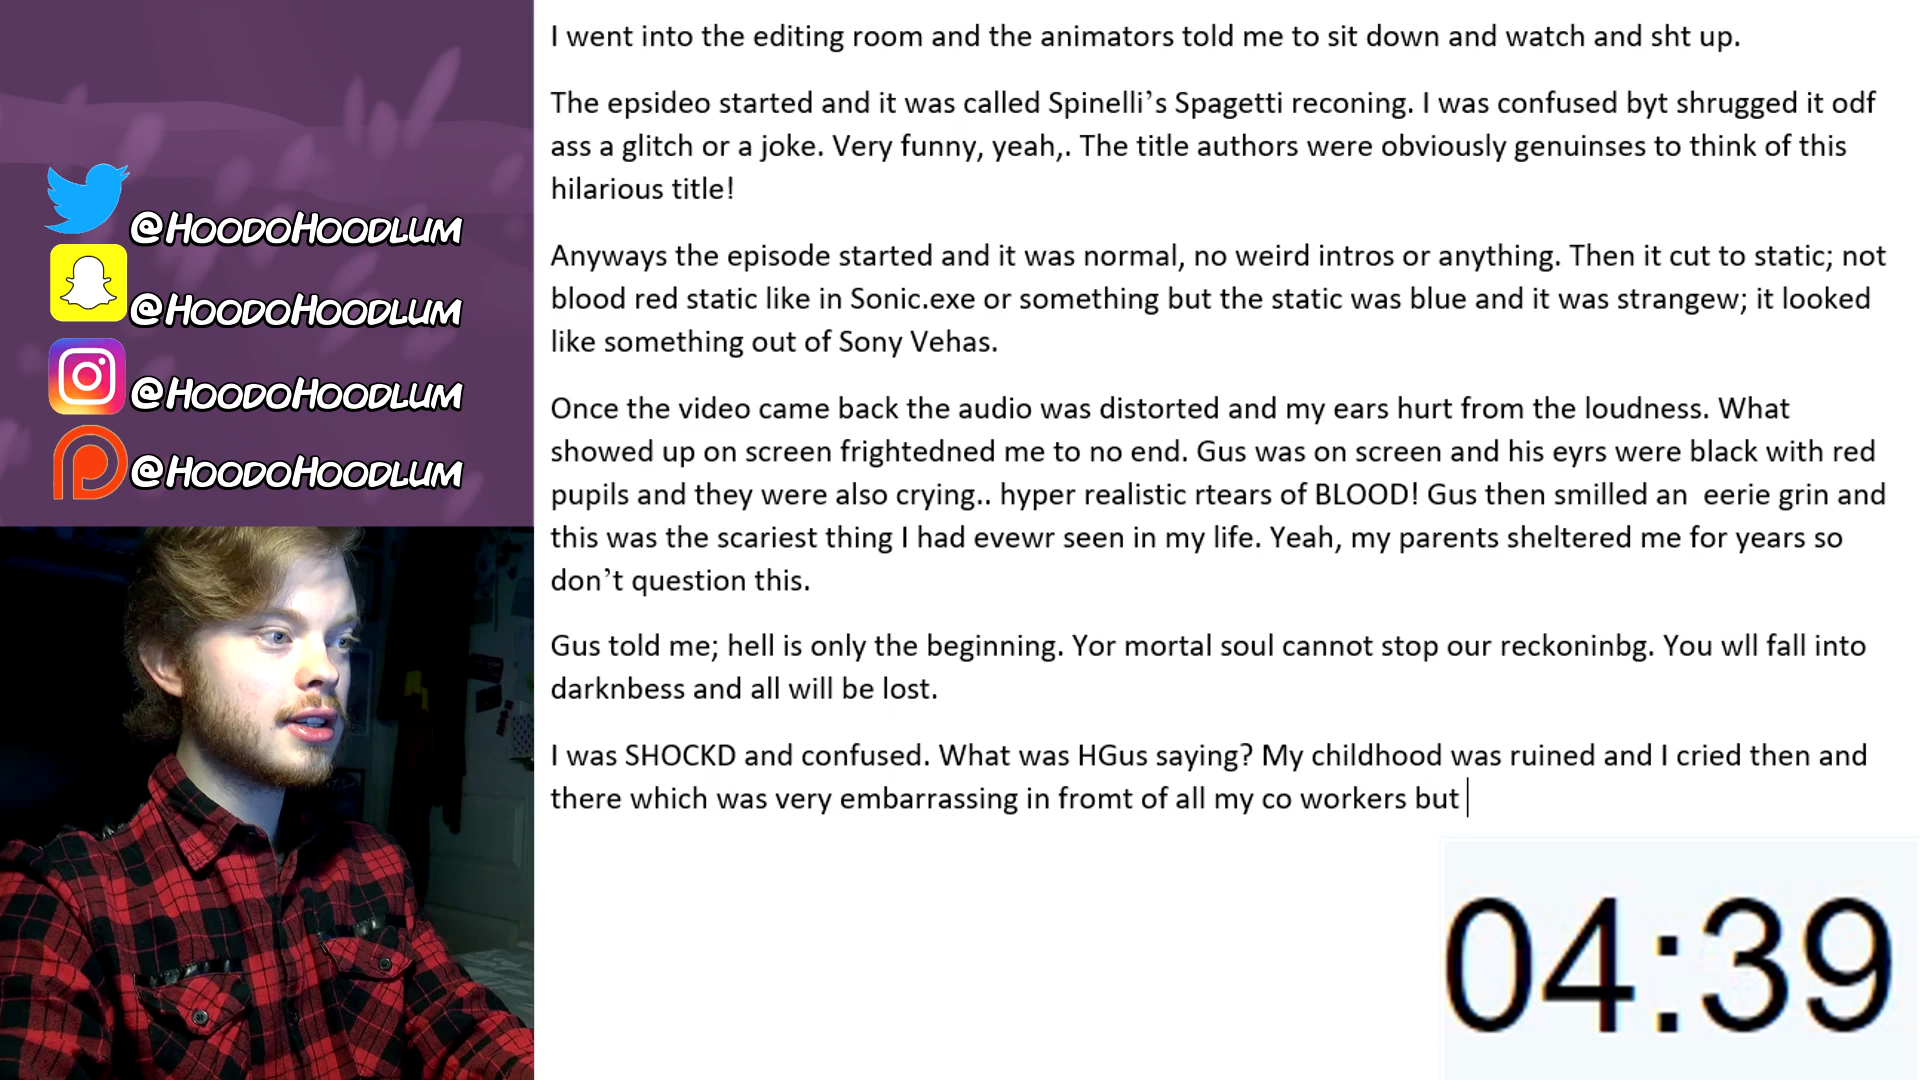 I went into the editing room and the animators told me to sit down and watch and sht up.
The epsideo started and it was called Spinelli’s Spagetti reconing. I was confused byt shrugged it odf
ass a glitch or a joke. Very funny, yeah,. The title authors were obviously genuinses to think of this
hilarious title!
Anyways the episode started and it was normal, no weird intros or anything. Then it cut to static; not
blood red static like in Sonic.exe or something but the static was blue and it was strangew; it looked
like something out of Sony Vehas.
Once the video came back the audio was distorted and my ears hurt from the loudness. What
showed up on screen frightedned me to no end. Gus was on screen and his eyrs were black with red
pupils and they were also crying.. hyper realistic rtears of BLOOD! Gus then smilled an  eerie grin and
this was the scariest thing I had evewr seen in my life. Yeah, my parents sheltered me for years so
don’t question this.
Gus told me; hell is only the beginning. Yor mortal soul cannot stop our reckoninbg. You wll fall into
darknbess and all will be lost.
I was SHOCKD and confused. What was HGus saying? My childhood was ruined and I cried then and
there which was very embarrassing in fromt of all my co workers but
@HoodoHoodlum
@HoodoHoodlum
@HoodoHoodlum
@HoodoHoodlum
04:39